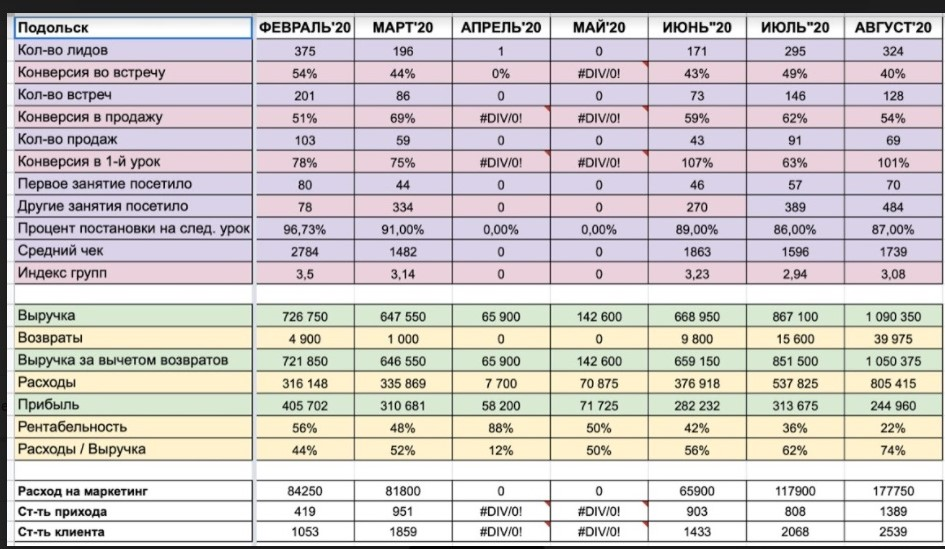 Подольск ФЕВРАЛЬ'20 МАРТ'20 АПРЕЛЬ'20 МАЙ'20 ИЮНЬ"20 ИЮЛЬ"20 АВГУСТ'20
Кол-во лидов 375 196 1 0 171 295 324
Конверсия во встречу 54% 44% 0% #DIV/0! 43% 49% 40%
Кол-во встреч 201 86 0 0 73 146 128
Конверсия в продажу 51% 69% #DIV/0! #DIV/0! 59% 62% 54%
Кол-во продаж 103 59 0 0 43 91 69
Конверсия в 1-й урок 78% 75% #DIV/0! #DIV/0! 107% 63% 101%
Первое занятие посетило 80 44 0 0 46 57 70
Другие занятия посетило 78 334 0 0 270 389 484
Процент постановки на след. урок 96,73% 91,00% 0,00% 0,00% 89,00% 86,00% 87,00%
Средний чек 2784 1482 0 0 1863 1596 1739
Индекс групп 3,5 3,14 0 0 3,23 2,94 3,08
Выручка 726 750 647 550 65 900 142 600 668 950 867 100 1 090 350
Возвраты 4 900 1 000 0 0 9 800 15 600 39 975
Выручка за вычетом возвратов 721 850 646 550 65 900 142 600 659 150 851 500 1 050 375
Расходы 316 148 335 869 7 700 70 875 376 918 537 825 805 415
Прибыль 405 702 310 681 58 200 71 725 282 232 313 675 244 960
Рентабельность 56% 48% 88% 50% 42% 36% 22%
Расходы / Выручка 44% 52% 12% 50% 56% 62% 74%
Расход на маркетинг 84250 81800 0 0 65900 117900 177750
Ст-ть прихода 419 951 #DIV/0! #DIV/0! 903 808 1389
Ст-ть клиента 1053 1859 #DIV/0! #DIV/0! 1433 2068 2539